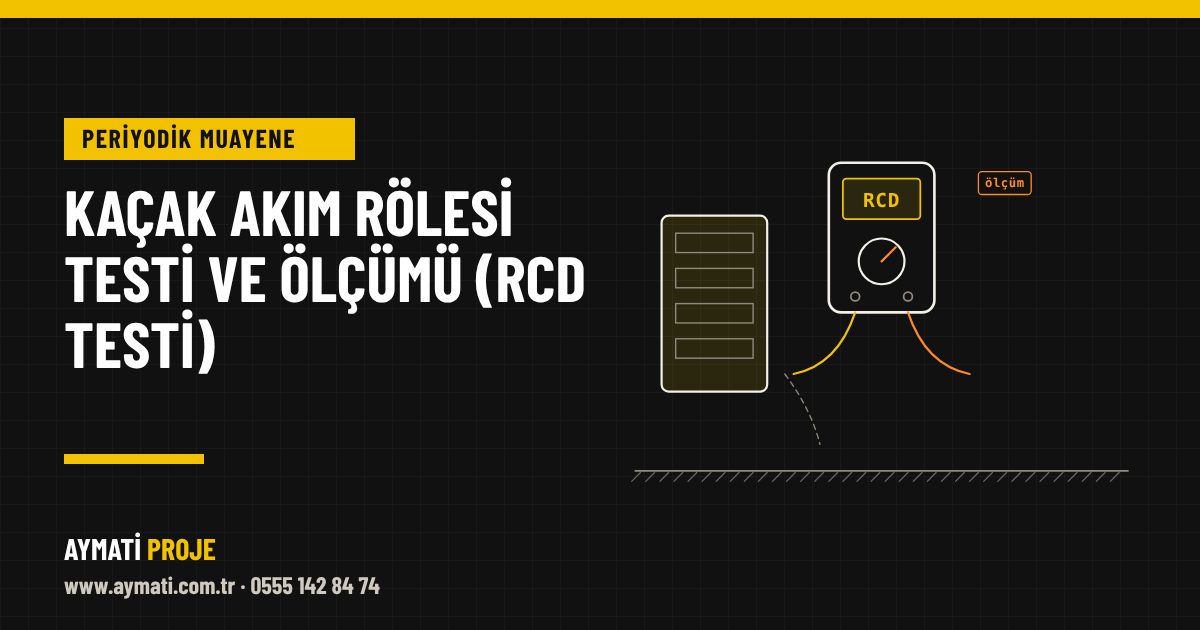 PERİYODİK MUAYENE
KAÇAK AKIM RÖLESİ
TESTİ VE ÖLÇÜMÜ (RCD
TESTİ)
RCD
ölçüm
AYMATİ PROJE
www.aymati.com.tr · 0555 142 84 74